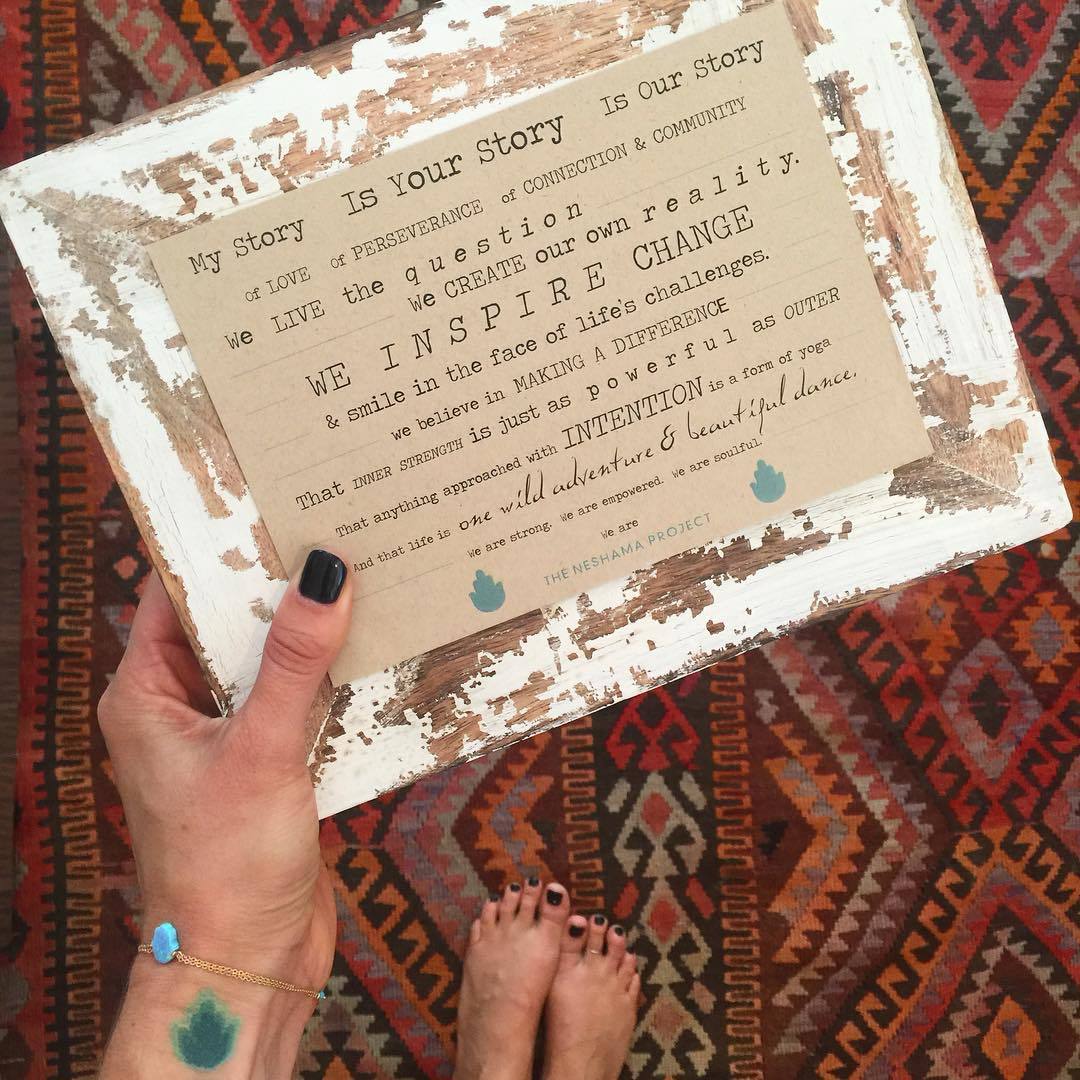 My Story Is Your Story Is Our Story
of LOVE of PERSEVERANCE of CONNECTION & COMMUNITY
We LIVE the question
We CREATE our own reality.
WE INSPIRE CHANGE
& smile in the face of life's challenges.
we believe in MAKING A DIFFERENCE
That INNER STRENGTH is just as powerful as OUTER
That anything approached with INTENTION is a form of yoga
And that life is one wild adventure & beautiful dance.
We are strong. We are empowered. We are soulful.
We are
THE NESHAMA PROJECT